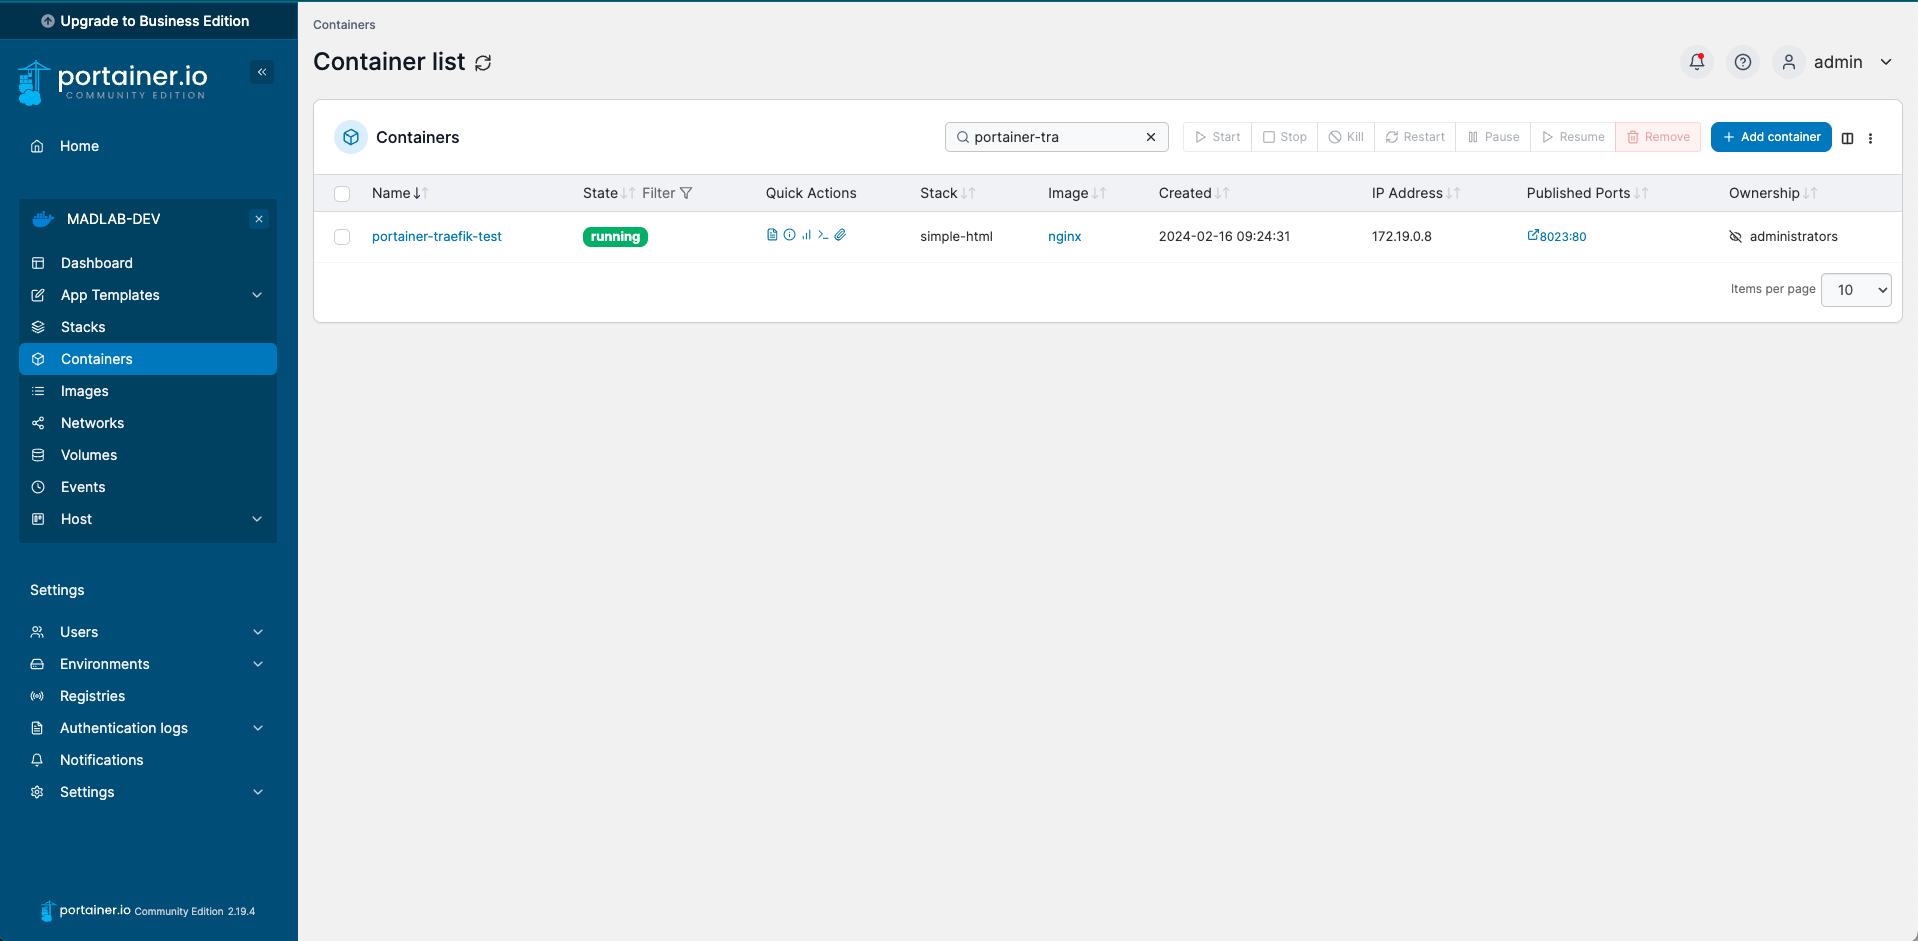 Upgrade to Business Edition
portainer.io
COMMUNITY EDITION
Home
MADLAB-DEV
Dashboard
App Templates
Stacks
Containers
Images
Networks
Volumes
Events
Host
Settings
Users
Environments
Registries
Authentication logs
Notifications
Settings
portainer.io Community Edition 2.19.4
Containers
Container list
admin
Containers
portainer-tra
Start Stop Kill Restart Pause Resume Remove Add container
Name State Filter Quick Actions Stack Image Created IP Address Published Ports Ownership
portainer-traefik-test running simple-html nginx 2024-02-16 09:24:31 172.19.0.8 8023:80 administrators
Items per page 10